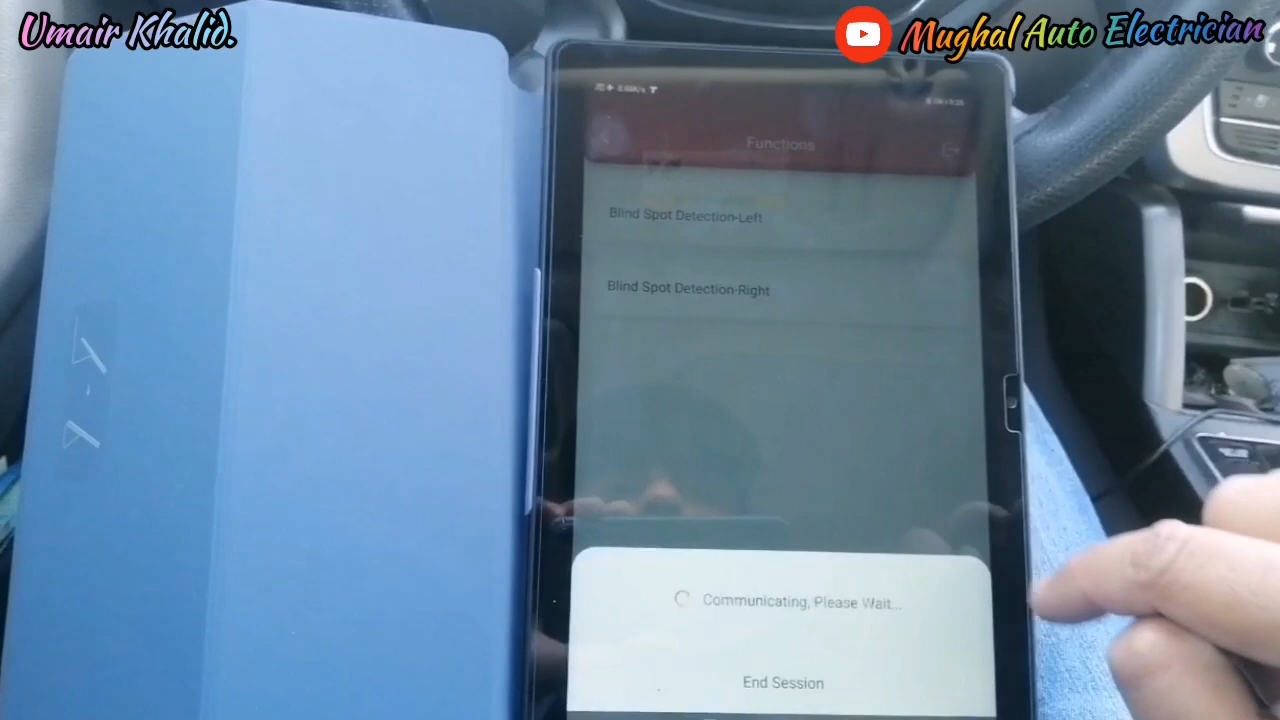 Umair Khalid.
Mughal Auto Electrician
Functions
Blind Spot Detection-Left
Blind Spot Detection-Right
Communicating, Please Wait...
End Session